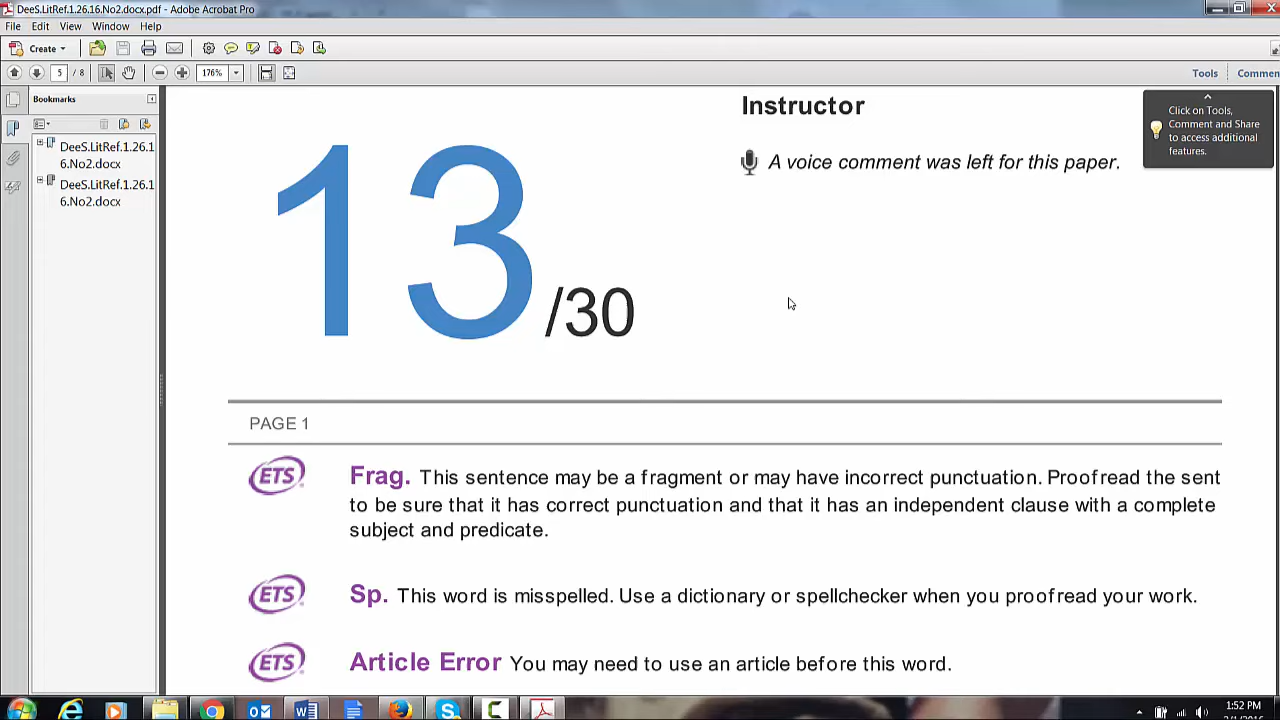 DeeS.LitRef.1.26.16.No2.docx.pdf - Adobe Acrobat Pro
File Edit View Window Help
Create
5 / 8 176% Tools Commen
Bookmarks
DeeS.LitRef.1.26.1
6.No2.docx
DeeS.LitRef.1.26.1
6.No2.docx
Click on Tools,
Comment and Share
to access additional
features.
Instructor
A voice comment was left for this paper.
13/30
PAGE 1
ETS Frag. This sentence may be a fragment or may have incorrect punctuation. Proofread the sent
to be sure that it has correct punctuation and that it has an independent clause with a complete
subject and predicate.
ETS Sp. This word is misspelled. Use a dictionary or spellchecker when you proofread your work.
ETS Article Error You may need to use an article before this word.
1:52 PM